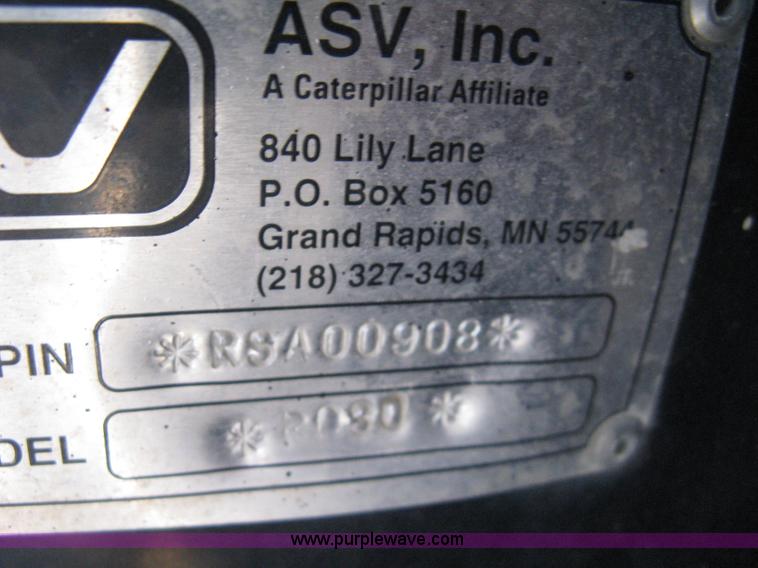 ASV, Inc.
A Caterpillar Affiliate
840 Lily Lane
P.O. Box 5160
Grand Rapids, MN 55744
(218) 327-3434
PIN *RSA00908*
DEL
www.purplewave.com